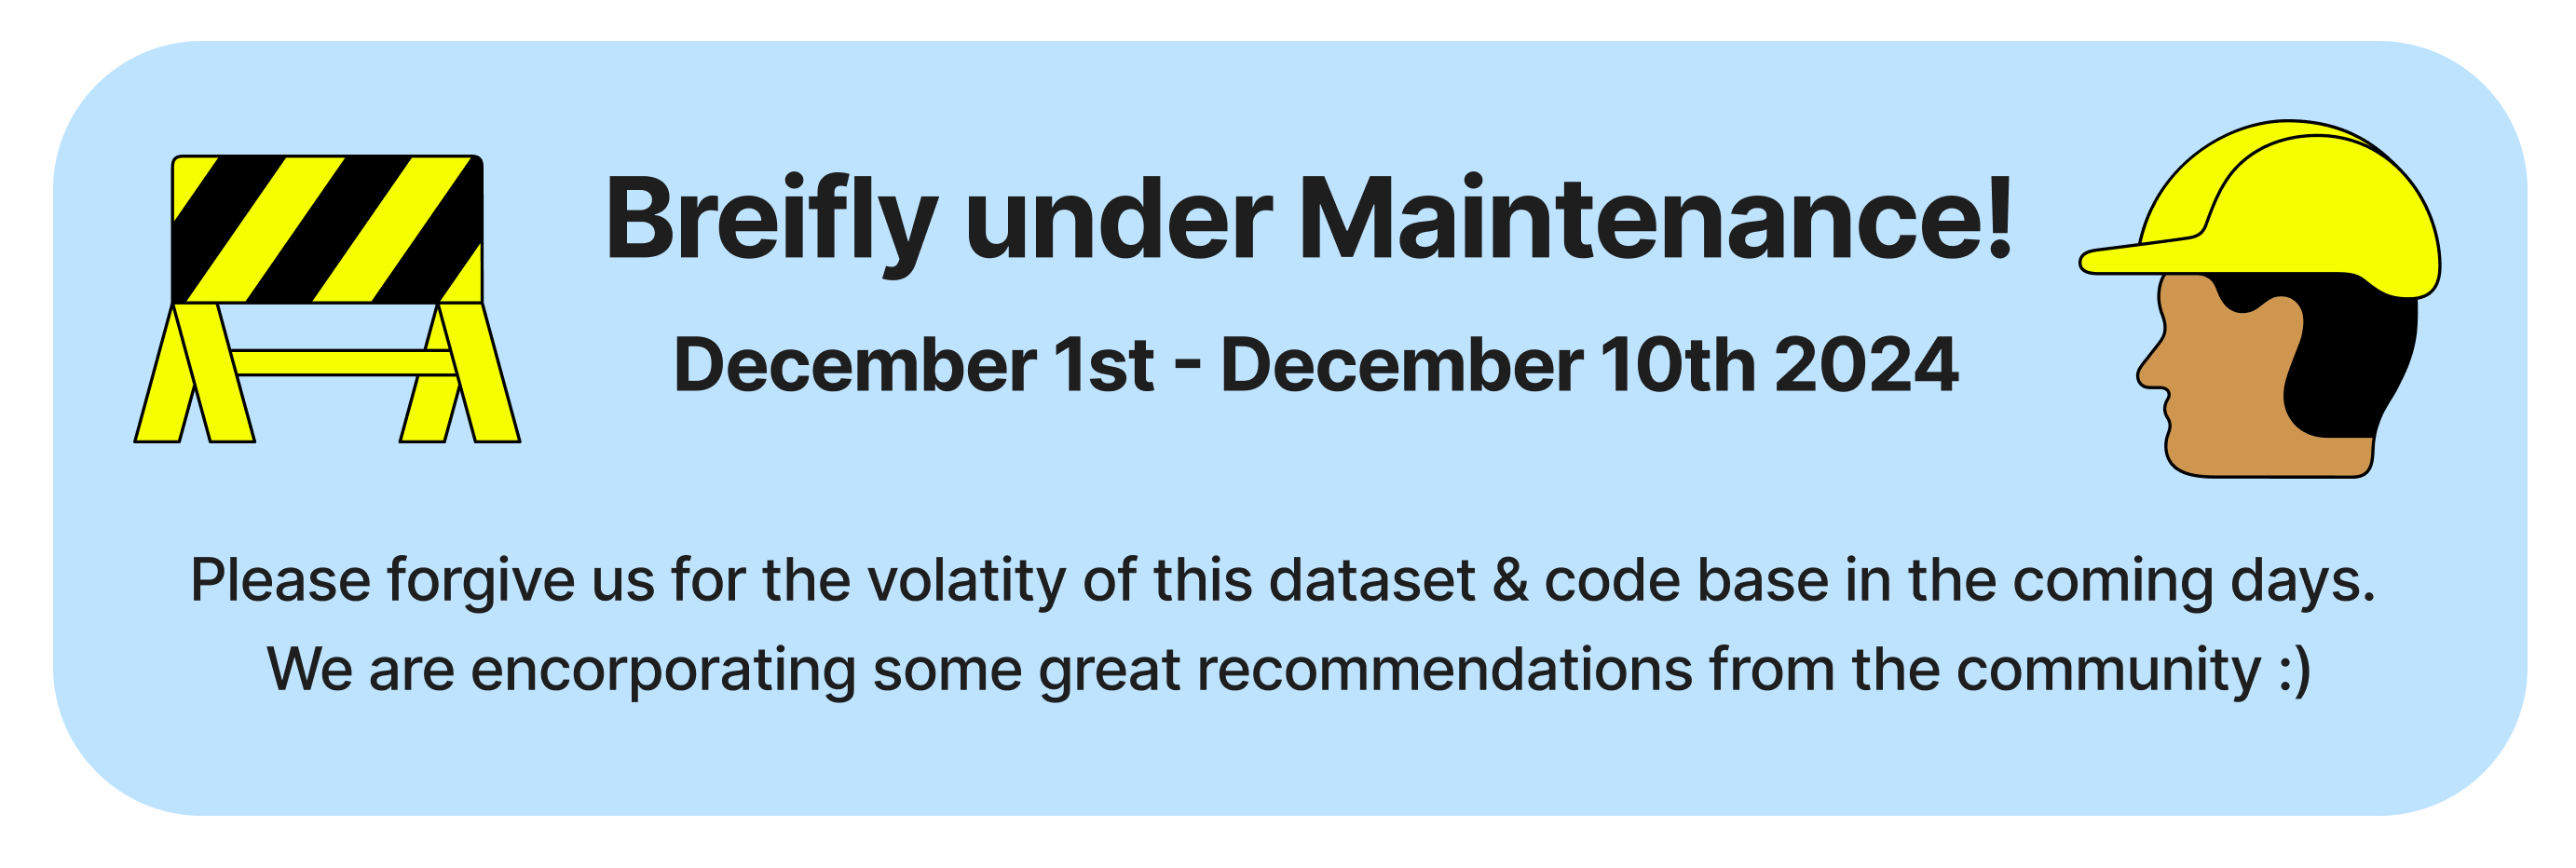 Breifly under Maintenance!
December 1st - December 10th 2024
Please forgive us for the volatity of this dataset & code base in the coming days.
We are encorporating some great recommendations from the community :)